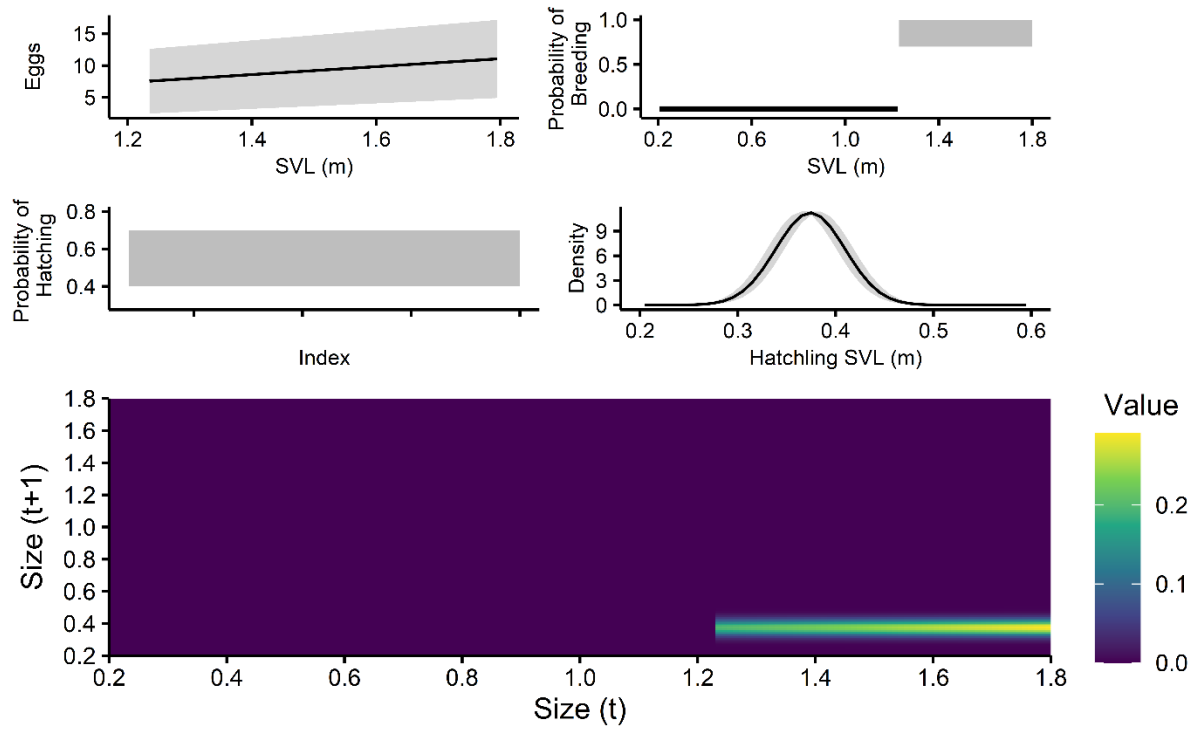 Eggs
15
10
5
1.2 1.4 1.6 1.8
SVL (m)
Probability of
Breeding
1.0
0.5
0.0
0.2 0.6 1.0 1.4 1.8
SVL (m)
Probability of
Hatching
0.8
0.6
0.4
Index
Density
9
6
3
0
0.2 0.3 0.4 0.5 0.6
Hatchling SVL (m)
Size (t+1)
1.8
1.6
1.4
1.2
1.0
0.8
0.6
0.4
0.2
0.2 0.4 0.6 0.8 1.0 1.2 1.4 1.6 1.8
Size (t)
Value
0.2
0.1
0.0